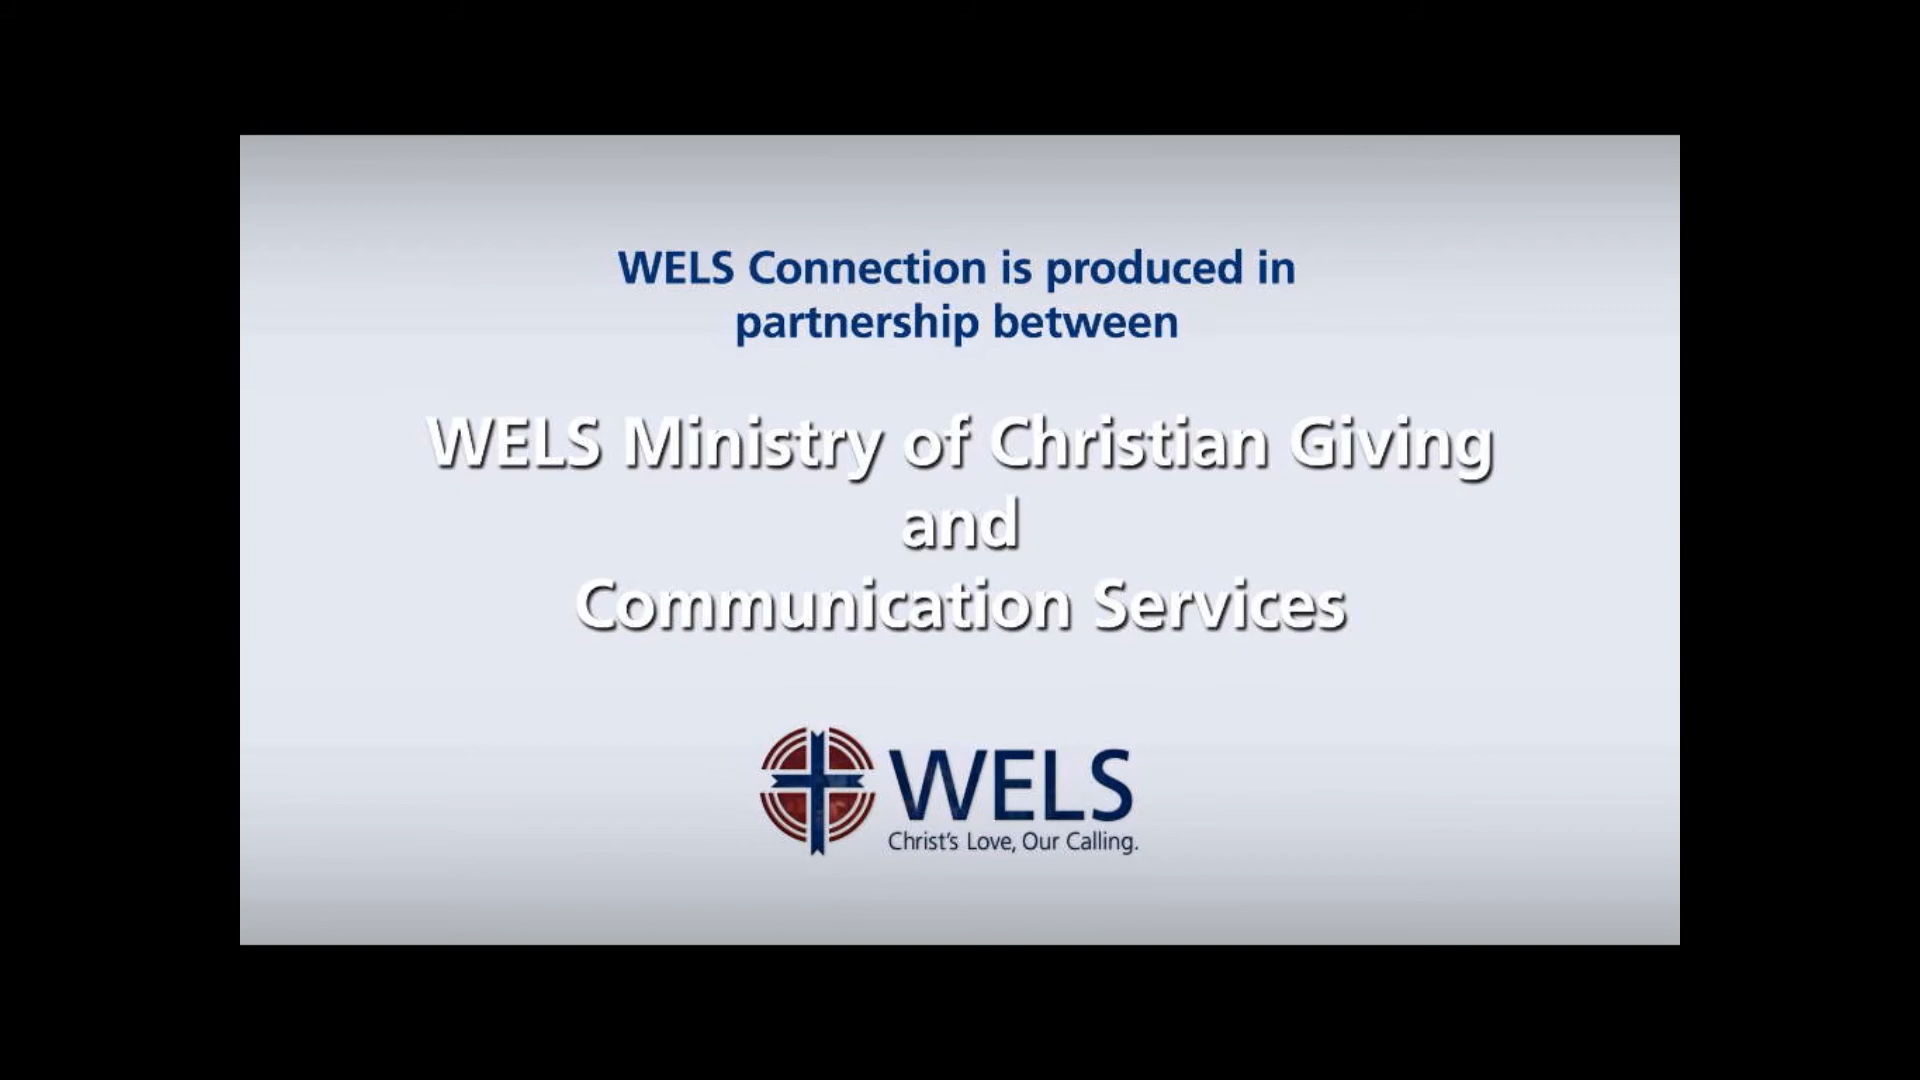 WELS Connection is produced in
partnership between
WELS Ministry of Christian Giving
and
Communication Services
WELS
Christ's Love, Our Calling.